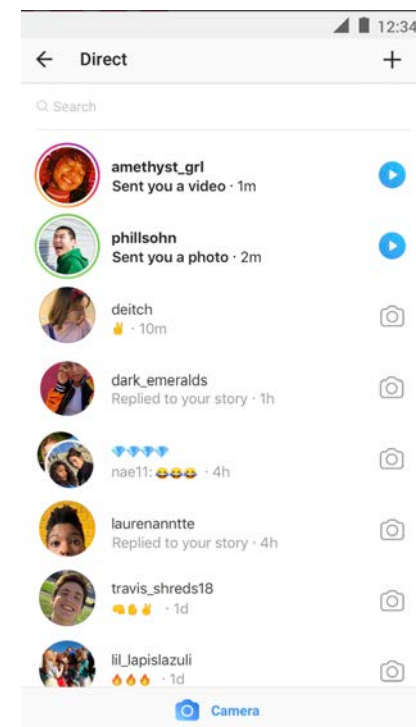 12:34
Direct
Search
amethyst_grl
Sent you a video · 1m
phillsohn
Sent you a photo · 2m
deitch
✌ · 10m
dark_emeralds
Replied to your story · 1h
💎💎💎💎
nae11: 😂😂😂 · 4h
laurenanntte
Replied to your story · 4h
travis_shreds18
👊✋✌ · 1d
lil_lapislazuli
🔥🔥🔥 · 1d
Camera